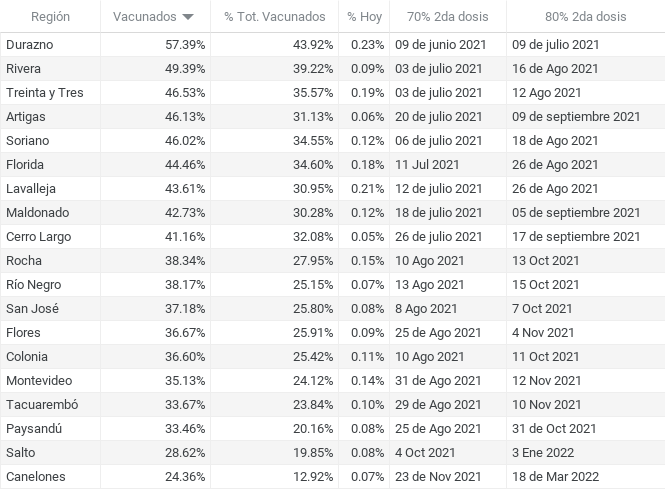 Región Vacunados % Tot. Vacunados % Hoy 70% 2da dosis 80% 2da dosis
Durazno 57.39% 43.92% 0.23% 09 de junio 2021 09 de julio 2021
Rivera 49.39% 39.22% 0.09% 03 de julio 2021 16 de Ago 2021
Treinta y Tres 46.53% 35.57% 0.19% 03 de julio 2021 12 Ago 2021
Artigas 46.13% 31.13% 0.06% 20 de julio 2021 09 de septiembre 2021
Soriano 46.02% 34.55% 0.12% 06 de julio 2021 18 de Ago 2021
Florida 44.46% 34.60% 0.18% 11 Jul 2021 26 de Ago 2021
Lavalleja 43.61% 30.95% 0.21% 12 de julio 2021 26 de Ago 2021
Maldonado 42.73% 30.28% 0.12% 18 de julio 2021 05 de septiembre 2021
Cerro Largo 41.16% 32.08% 0.05% 26 de julio 2021 17 de septiembre 2021
Rocha 38.34% 27.95% 0.15% 10 Ago 2021 13 Oct 2021
Río Negro 38.17% 25.15% 0.07% 13 Ago 2021 15 Oct 2021
San José 37.18% 25.80% 0.08% 8 Ago 2021 7 Oct 2021
Flores 36.67% 25.91% 0.09% 25 de Ago 2021 4 Nov 2021
Colonia 36.60% 25.42% 0.11% 10 Ago 2021 11 Oct 2021
Montevideo 35.13% 24.12% 0.14% 31 de Ago 2021 12 Nov 2021
Tacuarembó 33.67% 23.84% 0.10% 29 de Ago 2021 10 Nov 2021
Paysandú 33.46% 20.16% 0.08% 25 de Ago 2021 31 de Oct 2021
Salto 28.62% 19.85% 0.08% 4 Oct 2021 3 Ene 2022
Canelones 24.36% 12.92% 0.07% 23 de Nov 2021 18 de Mar 2022